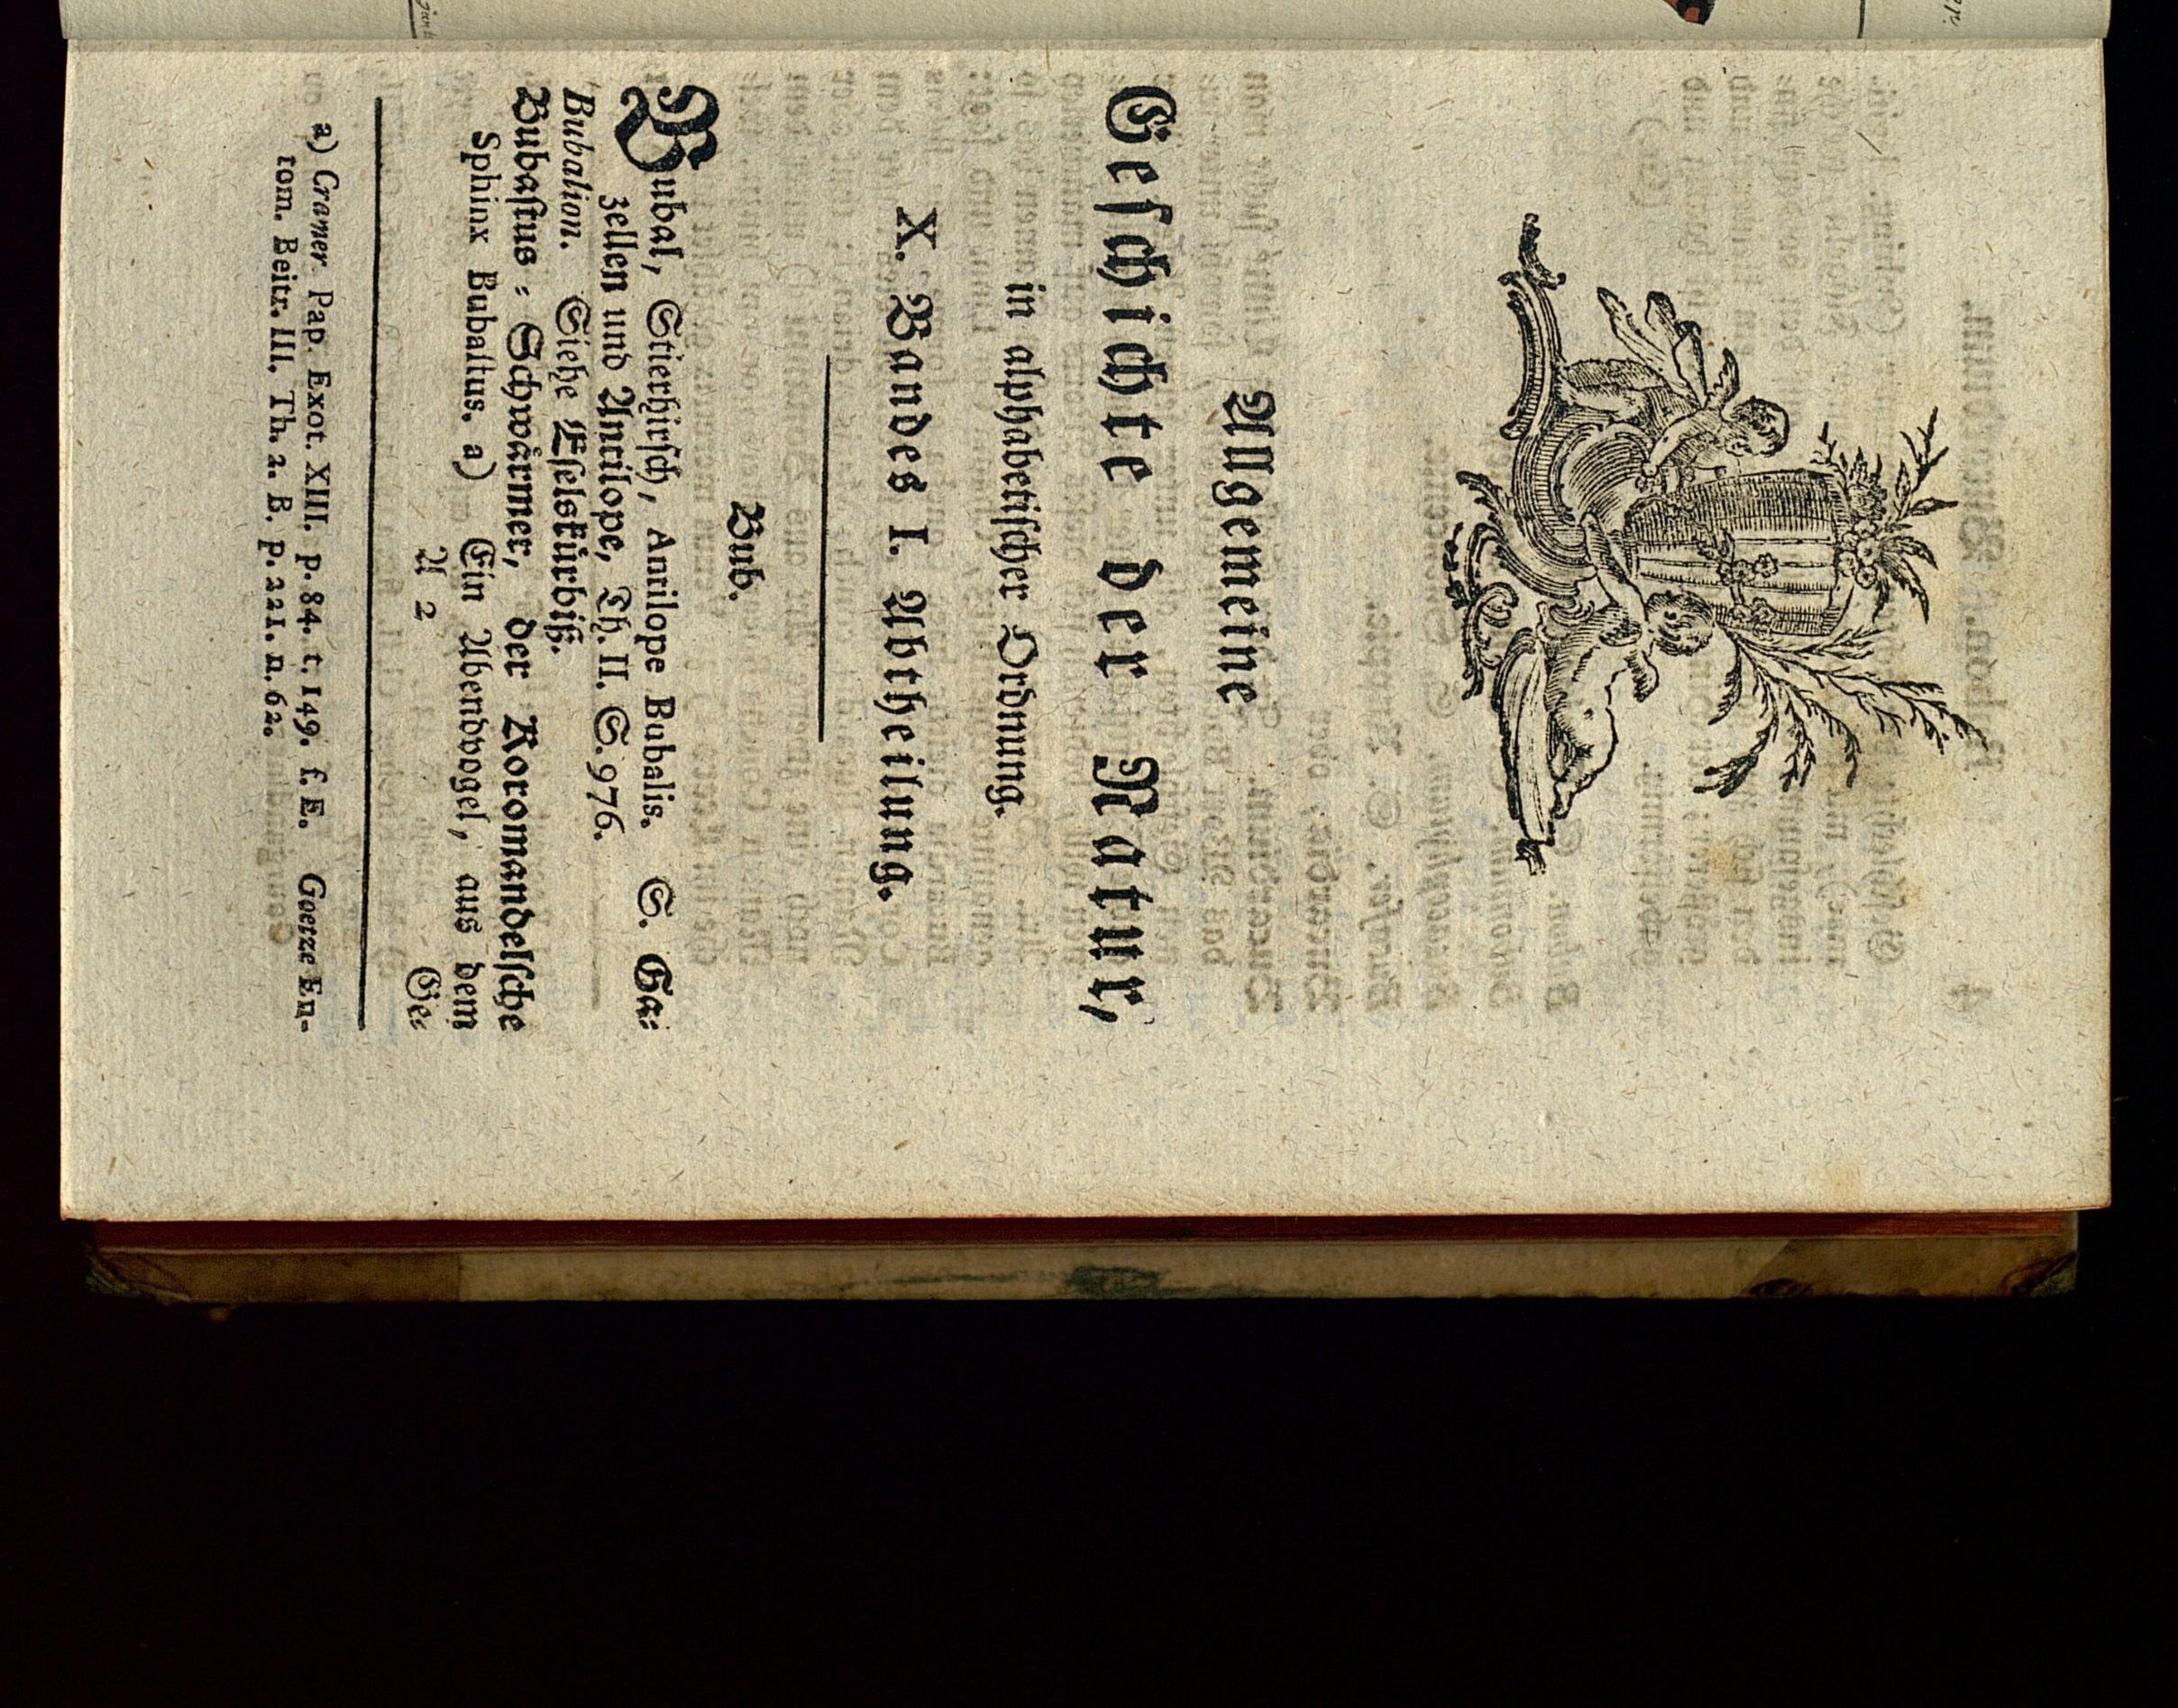 Allgemeine
Geschichte der Natur,
in alphabetischer Ordnung.
X. Bandes I. Abtheilung.
Bub.
Bubal, Stierhirsch, Antilope Bubalis. S. Ga⸗
zellen und Antilope, Th. II. S. 976.
Bubalion. Siehe Eselskürbiß.
Bubastus⸗Schwärmer, der Koromandelsche
Sphinx Bubastus. a) Ein Abendvogel, aus dem
A 2
Ge⸗
a) Cramer Pap. Exot. XIII. p. 84. t. 149. f. E. Goetze En-
tom. Beitr. III. Th. 2. B. p. 221. n. 62.